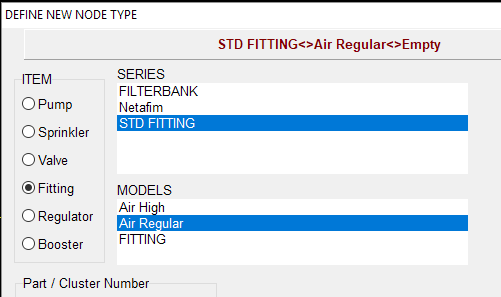 DEFINE NEW NODE TYPE
STD FITTING<>Air Regular<>Empty
ITEM
Pump
Sprinkler
Valve
Fitting
Regulator
Booster
SERIES
FILTERBANK
Netafim
STD FITTING
MODELS
Air High
Air Regular
FITTING
Part / Cluster Number